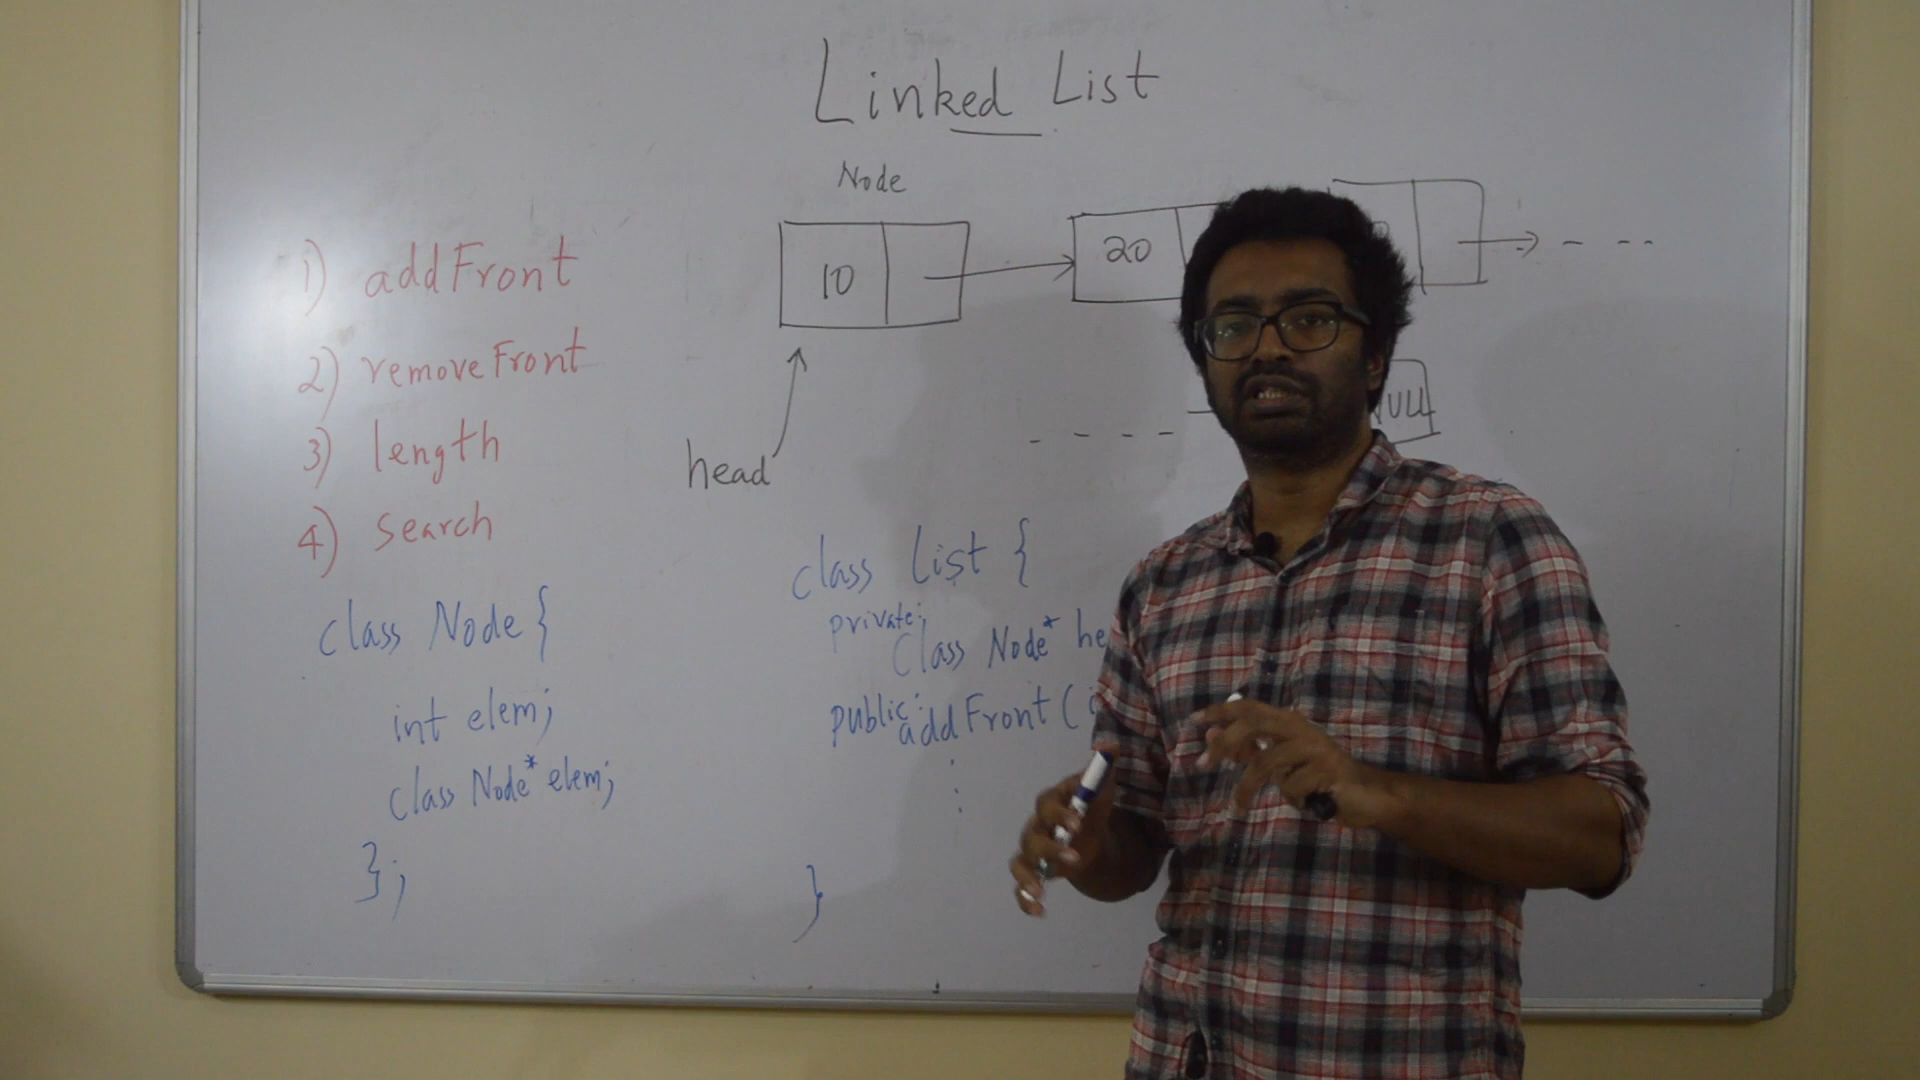 Linked List
Node
10
20
head
NULL
1) addFront
2) removeFront
3) length
4) search
class Node {
int elem;
class Node* elem;
};
class List {
private:
class Node* he
public:
addFront (
}